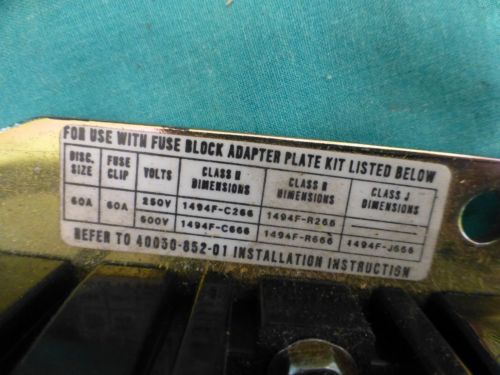 FOR USE WITH FUSE BLOCK ADAPTER PLATE KIT LISTED BELOW
DISC. SIZE FUSE CLIP VOLTS CLASS H DIMENSIONS CLASS R DIMENSIONS CLASS J DIMENSIONS
60A 60A 250V 1494F-C266 1494F-R266
600V 1494F-C666 1494F-R666 1494F-J666
REFER TO 40030-852-01 INSTALLATION INSTRUCTION